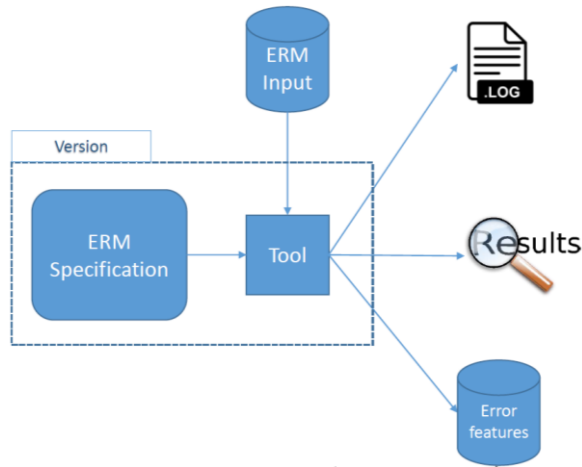 ERM
Input
.LOG
Version
ERM
Specification
Tool
Results
Error
features